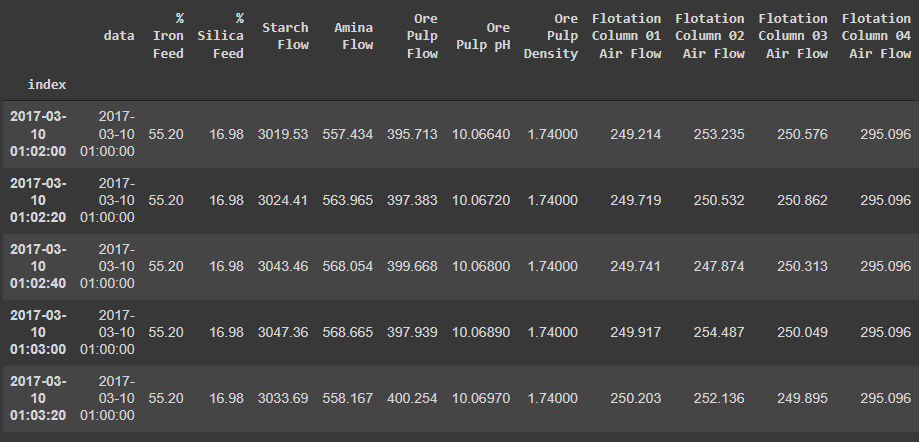 data % Iron Feed % Silica Feed Starch Flow Amina Flow Ore Pulp Flow Ore Pulp pH Ore Pulp Density Flotation Column 01 Air Flow Flotation Column 02 Air Flow Flotation Column 03 Air Flow Flotation Column 04 Air Flow
index
2017-03-10 01:02:00 2017-03-10 01:00:00 55.20 16.98 3019.53 557.434 395.713 10.06640 1.74000 249.214 253.235 250.576 295.096
2017-03-10 01:02:20 2017-03-10 01:00:00 55.20 16.98 3024.41 563.965 397.383 10.06720 1.74000 249.719 250.532 250.862 295.096
2017-03-10 01:02:40 2017-03-10 01:00:00 55.20 16.98 3043.46 568.054 399.668 10.06800 1.74000 249.741 247.874 250.313 295.096
2017-03-10 01:03:00 2017-03-10 01:00:00 55.20 16.98 3047.36 568.665 397.939 10.06890 1.74000 249.917 254.487 250.049 295.096
2017-03-10 01:03:20 2017-03-10 01:00:00 55.20 16.98 3033.69 558.167 400.254 10.06970 1.74000 250.203 252.136 249.895 295.096